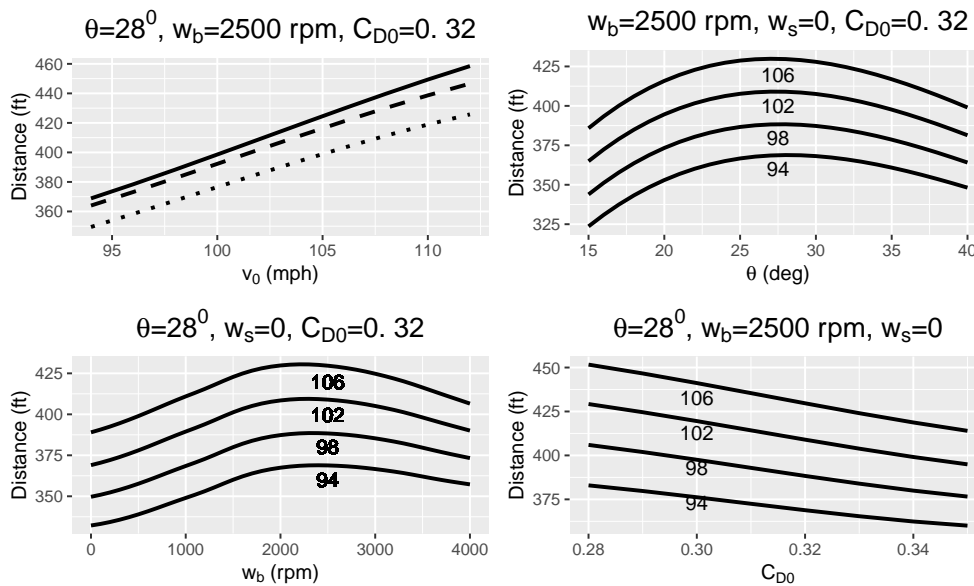 θ=28⁰, w_b=2500 rpm, C_D0=0. 32
460
440
420
400
380
360
Distance (ft)
95 100 105 110
v_0 (mph)
w_b=2500 rpm, w_s=0, C_D0=0. 32
425
400
375
350
325
Distance (ft)
106
102
98
94
15 20 25 30 35 40
θ (deg)
θ=28⁰, w_s=0, C_D0=0. 32
425
400
375
350
Distance (ft)
106
102
98
94
0 1000 2000 3000 4000
w_b (rpm)
θ=28⁰, w_b=2500 rpm, w_s=0
450
425
400
375
Distance (ft)
106
102
98
94
0.28 0.30 0.32 0.34
C_D0